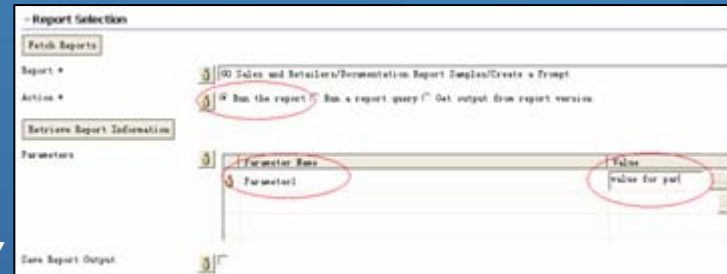 - Report Selection
Fetch Reports
Report * GO Sales and Retailers/Documentation Report Samples/Create a Prompt
Action * Run the report Run a report query Get output from report version
Retrieve Report Information
Parameters Parameter Name Value
Parameter1 value for par
Save Report Output